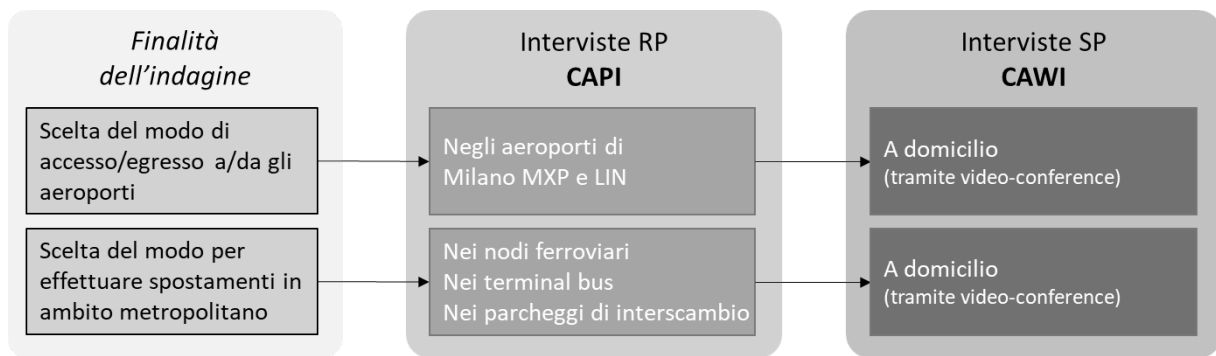 Finalità
dell'indagine
Scelta del modo di
accesso/egresso a/da gli
aeroporti
Scelta del modo per
effettuare spostamenti in
ambito metropolitano
Interviste RP
CAPI
Negli aeroporti di
Milano MXP e LIN
Nei nodi ferroviari
Nei terminal bus
Nei parcheggi di interscambio
Interviste SP
CAWI
A domicilio
(tramite video-conference)
A domicilio
(tramite video-conference)